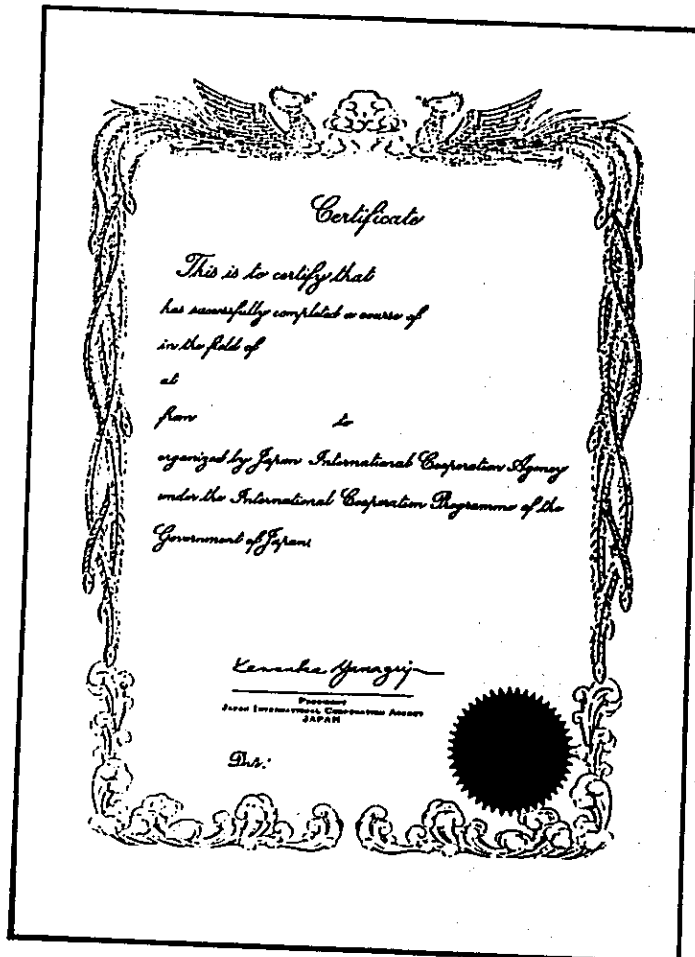 Certificate
This is to certify that
has successfully completed a course of
in the field of
at
from to
organized by Japan International Cooperation Agency
under the International Cooperation Programme of the
Government of Japan
Kensuke Yanagiya
President
Japan International Cooperation Agency
JAPAN
Date: